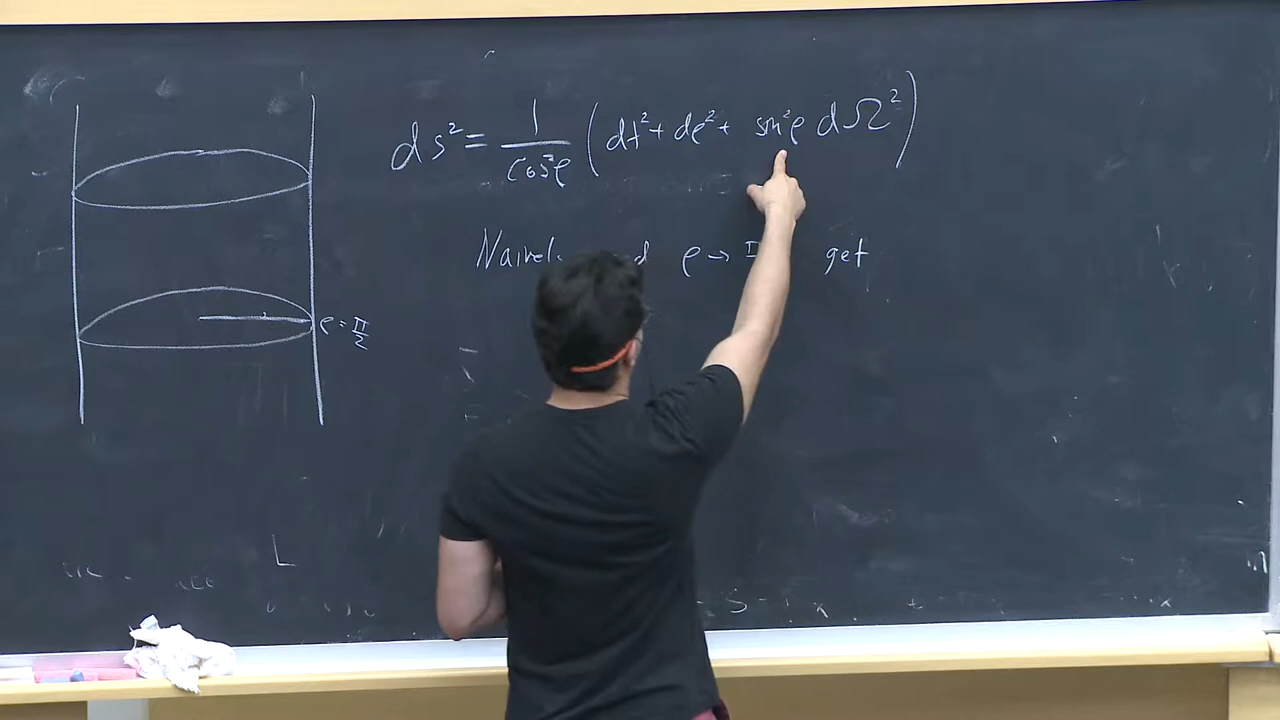 ds² = 1/cos²ρ (dt² + dρ² + sin²ρ dΩ²)
ρ → get
ρ = π/2
L